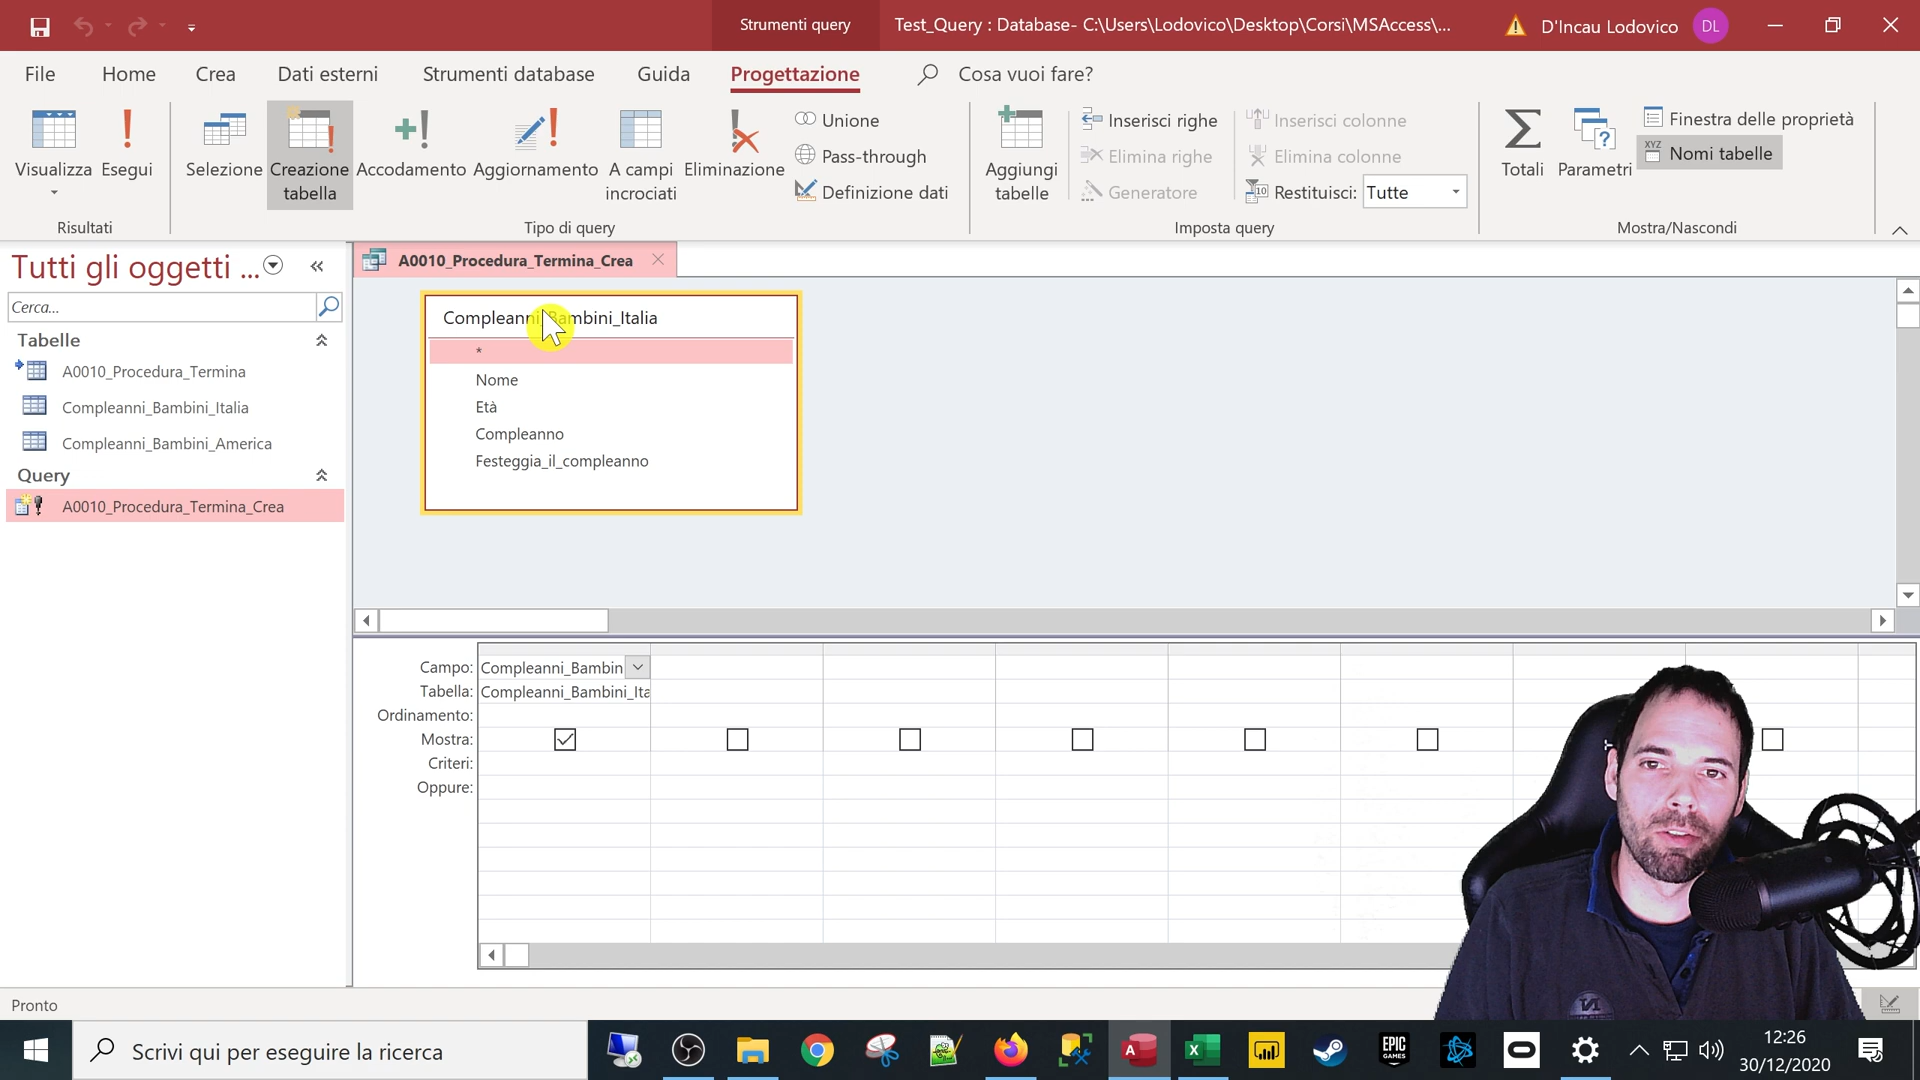 Strumenti query
Test_Query : Database- C:\Users\Lodovico\Desktop\Corsi\MSAccess\...
D'Incau Lodovico
DL
File
Home
Crea
Dati esterni
Strumenti database
Guida
Progettazione
Cosa vuoi fare?
Visualizza
Esegui
Selezione
Creazione
tabella
Accodamento
Aggiornamento
A campi
incrociati
Eliminazione
Unione
Pass-through
Definizione dati
Aggiungi
tabelle
Inserisci righe
Elimina righe
Generatore
Inserisci colonne
Elimina colonne
Restituisci: Tutte
Totali
Parametri
Finestra delle proprietà
Nomi tabelle
Risultati
Tipo di query
Imposta query
Mostra/Nascondi
Tutti gli oggetti ...
Cerca...
Tabelle
A0010_Procedura_Termina
Compleanni_Bambini_Italia
Compleanni_Bambini_America
Query
A0010_Procedura_Termina_Crea
A0010_Procedura_Termina_Crea
Compleanni_Bambini_Italia
*
Nome
Età
Compleanno
Festeggia_il_compleanno
Campo: Compleanni_Bambin
Tabella: Compleanni_Bambini_Ita
Ordinamento:
Mostra:
Criteri:
Oppure:
Pronto
Scrivi qui per eseguire la ricerca
EPIC
GAMES
12:26
30/12/2020